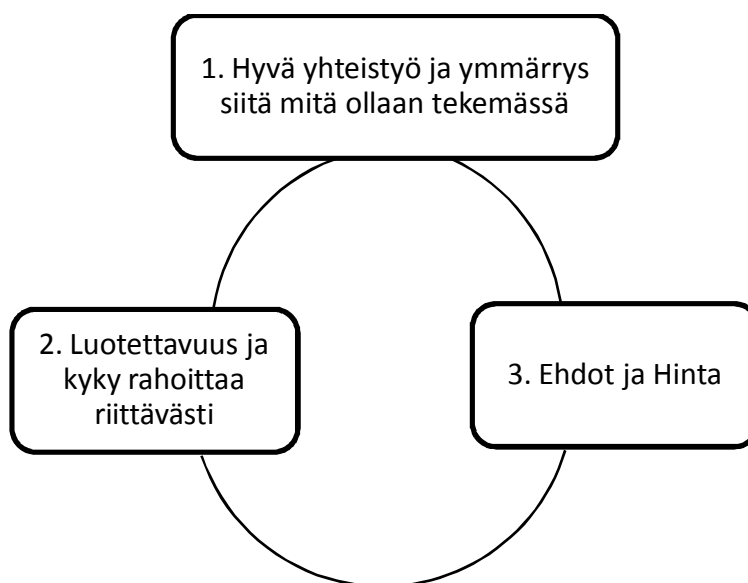 1. Hyvä yhteistyö ja ymmärrys
siitä mitä ollaan tekemässä
2. Luotettavuus ja
kyky rahoittaa
riittävästi
3. Ehdot ja Hinta